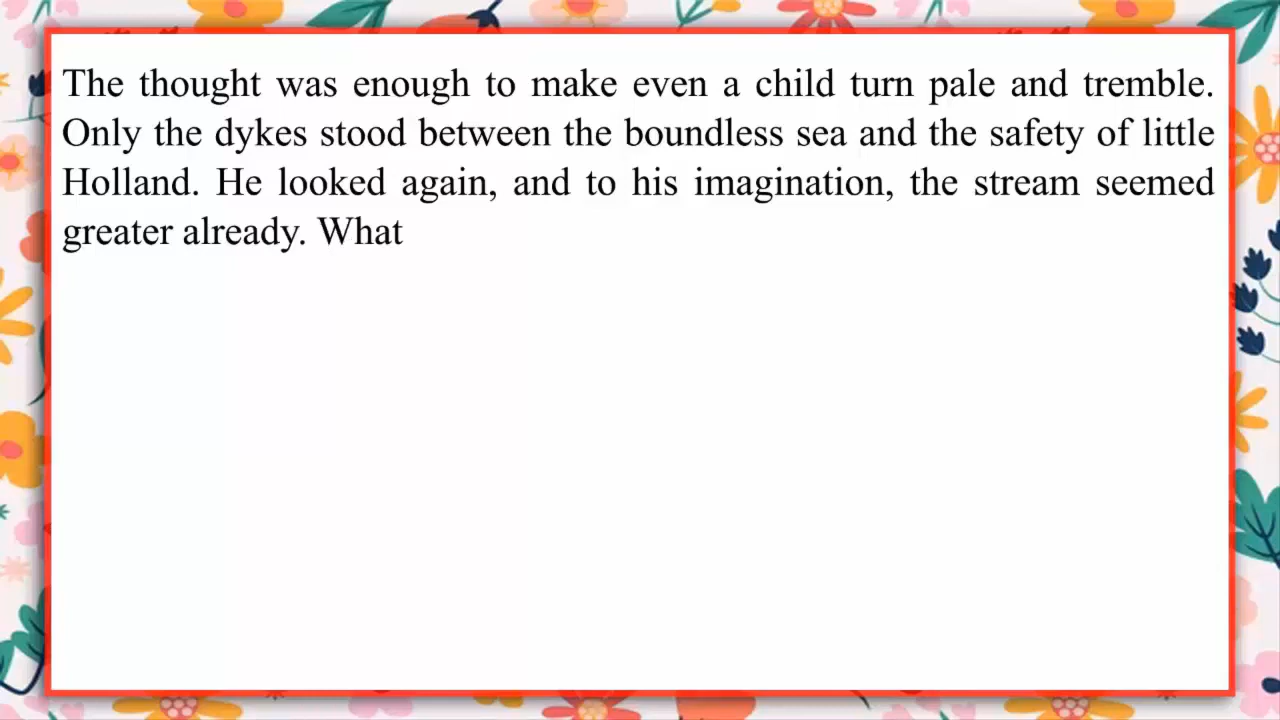 The thought was enough to make even a child turn pale and tremble.
Only the dykes stood between the boundless sea and the safety of little
Holland. He looked again, and to his imagination, the stream seemed
greater already. What